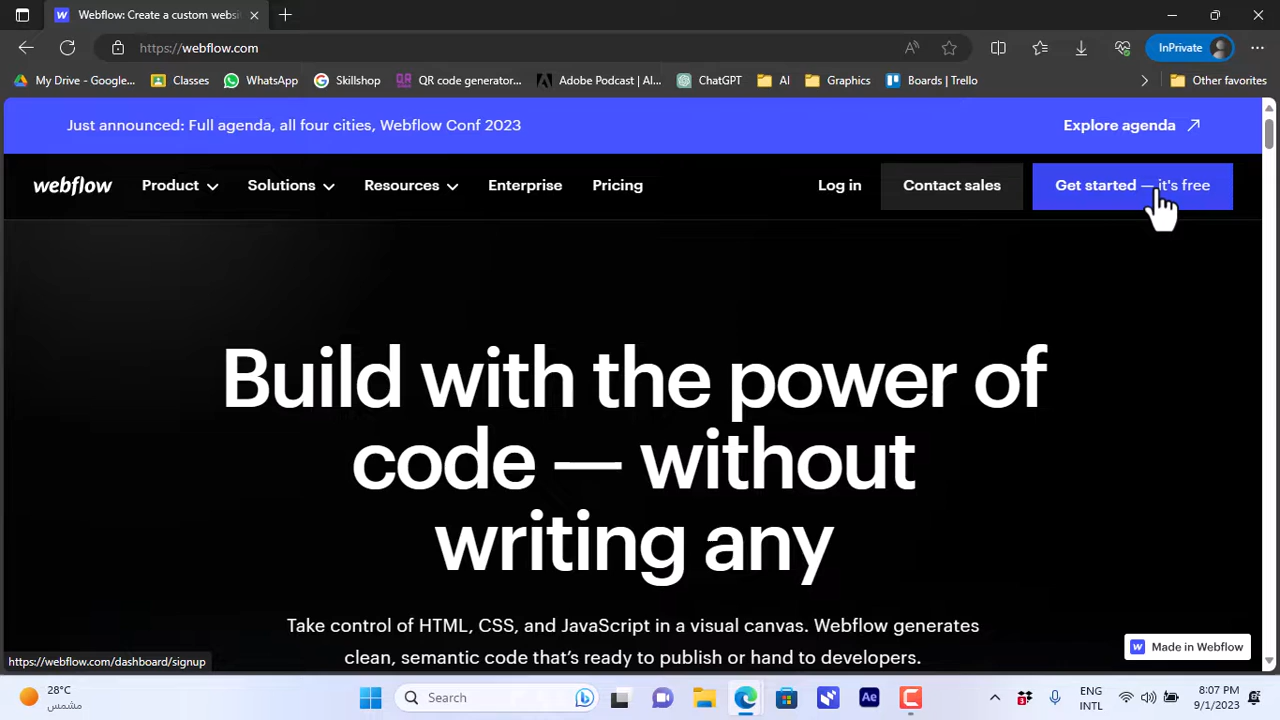 Webflow: Create a custom websi
https://webflow.com
InPrivate
My Drive - Google...
Classes
WhatsApp
Skillshop
QR code generator...
Adobe Podcast | AI...
ChatGPT
AI
Graphics
Boards | Trello
Other favorites
Just announced: Full agenda, all four cities, Webflow Conf 2023
Explore agenda
webflow
Product
Solutions
Resources
Enterprise
Pricing
Log in
Contact sales
Get started — it's free
Build with the power of
code — without
writing any
Take control of HTML, CSS, and JavaScript in a visual canvas. Webflow generates
clean, semantic code that's ready to publish or hand to developers.
Made in Webflow
https://webflow.com/dashboard/signup
28°C
مشمس
Search
Ae
ENG
INTL
8:07 PM
9/1/2023